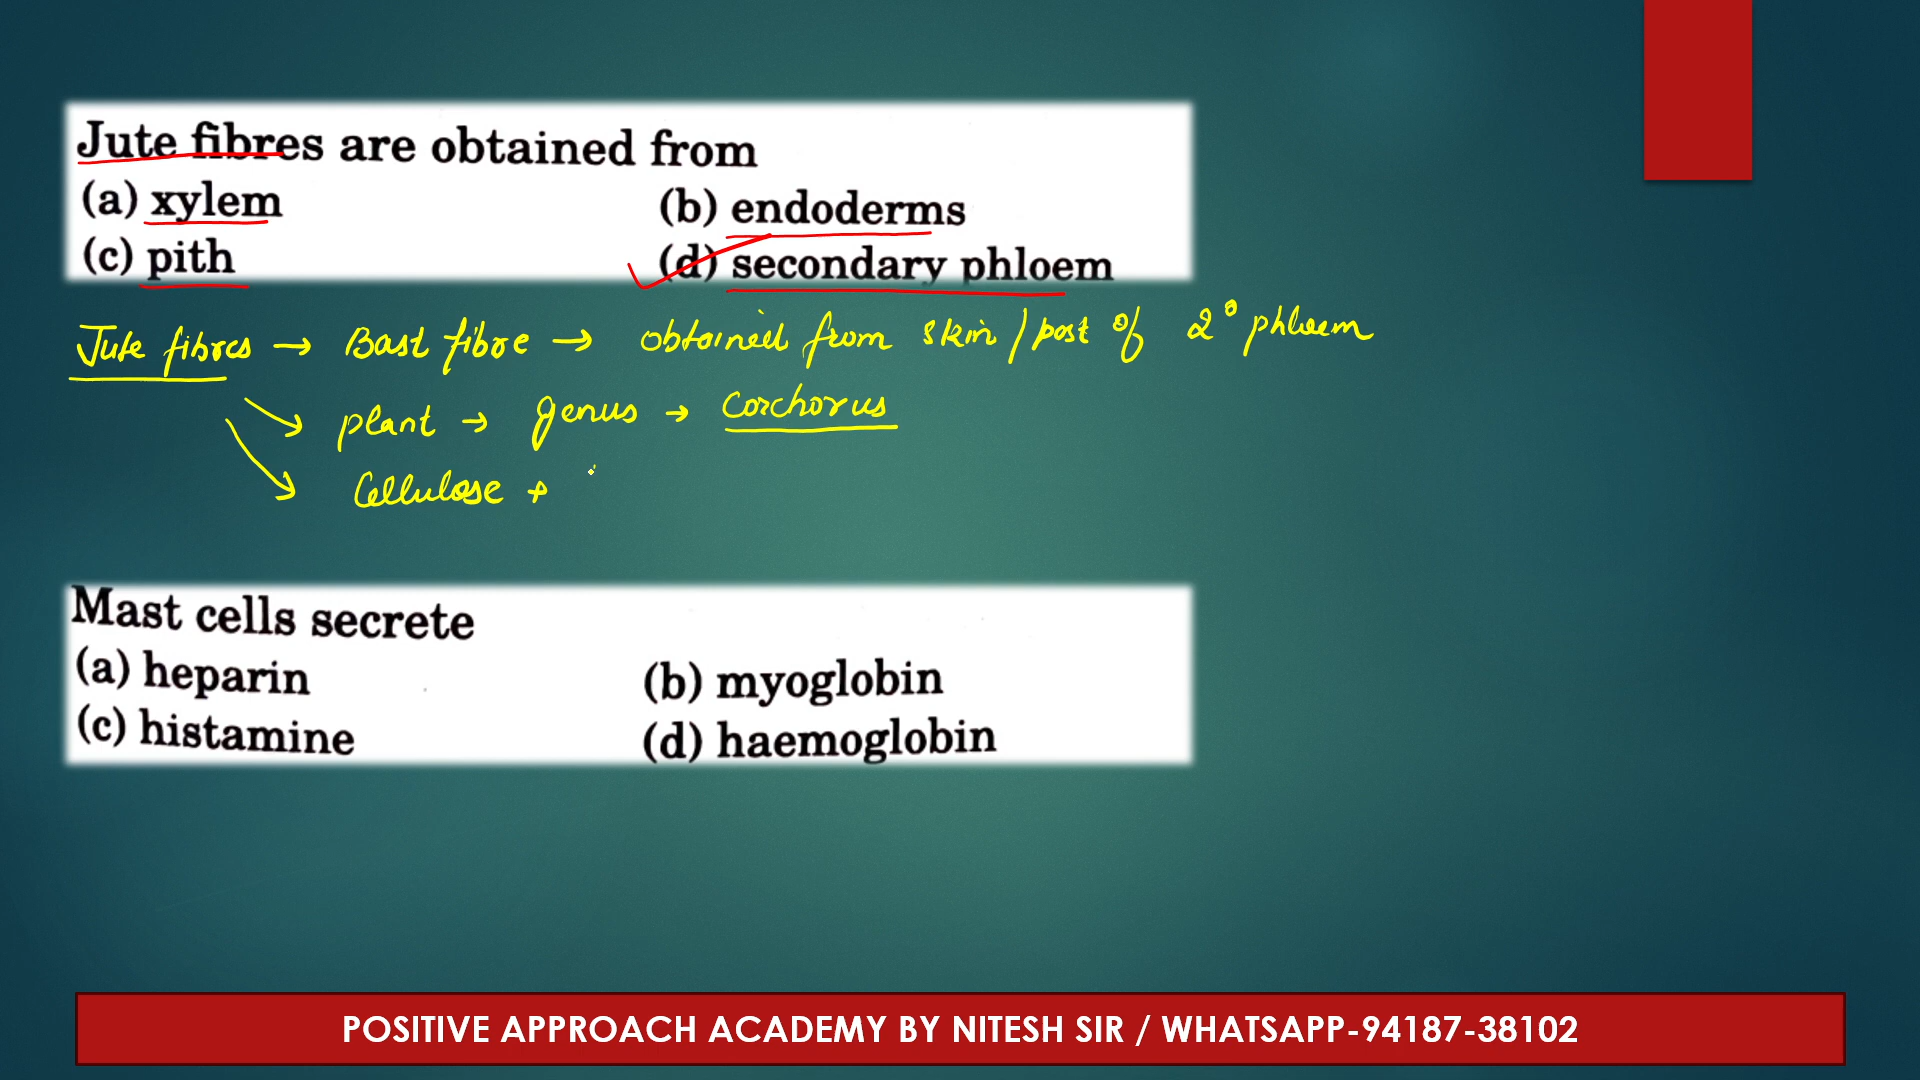 Jute fibres are obtained from
(a) xylem (b) endoderms
(c) pith (d) secondary phloem
Jute fibres → Bast fibre → obtained from skin / past of 2° phloem
→ plant → genus → Corchorus
→ Cellulose +
Mast cells secrete
(a) heparin (b) myoglobin
(c) histamine (d) haemoglobin
POSITIVE APPROACH ACADEMY BY NITESH SIR / WHATSAPP-94187-38102